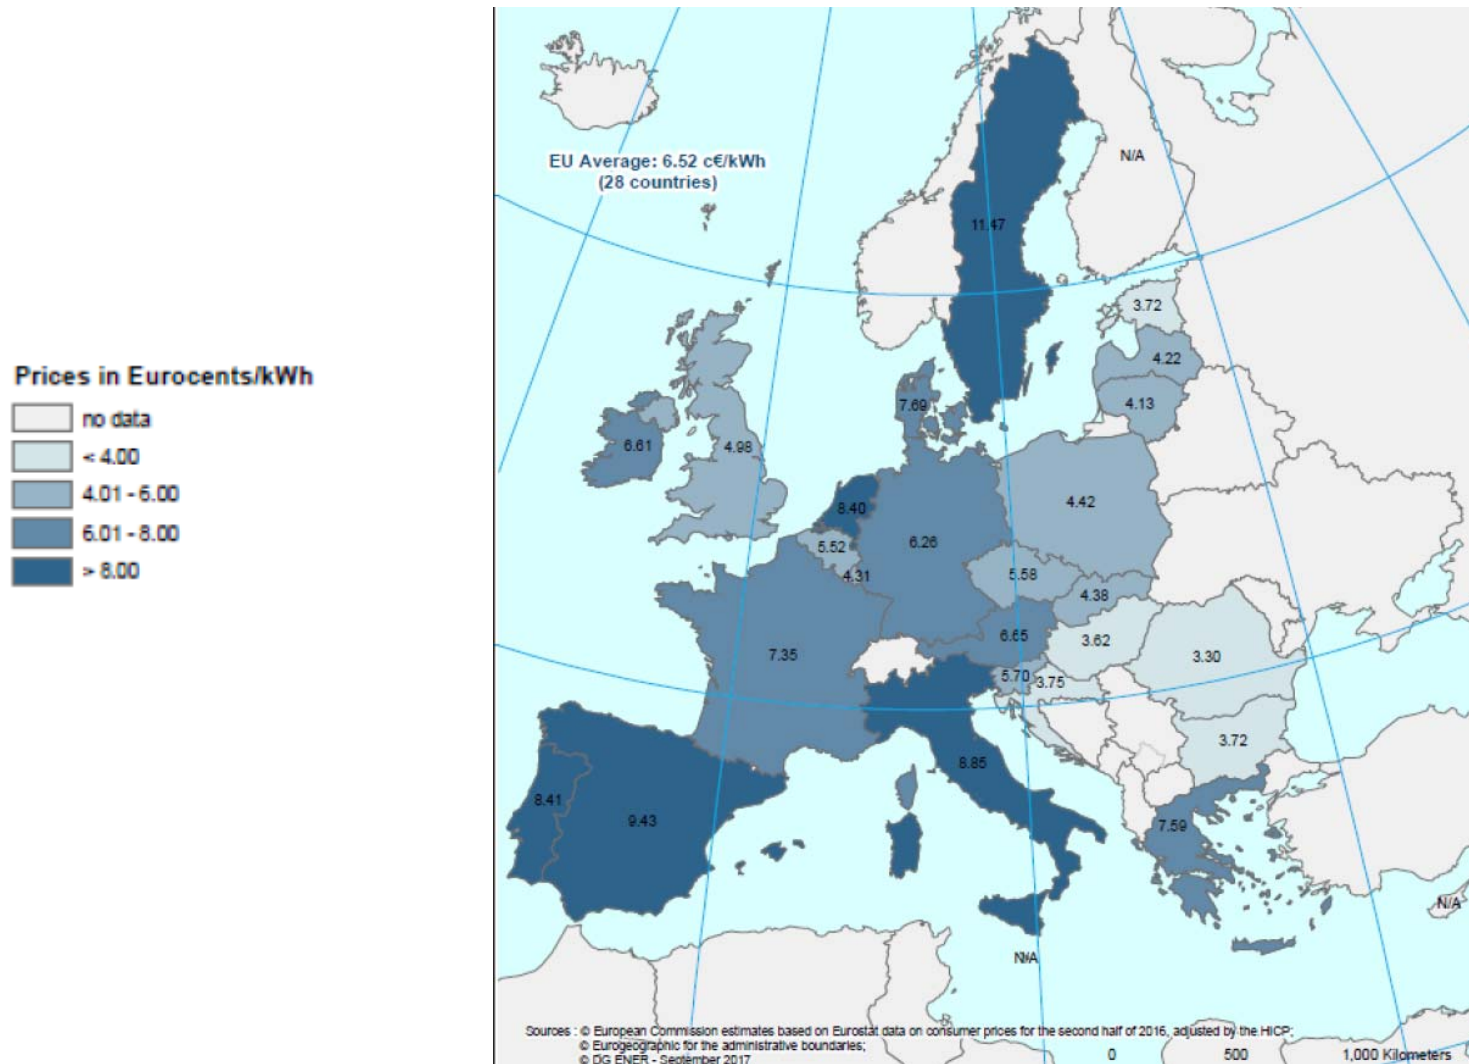 Prices in Eurocents/kWh
no data
< 4.00
4.01 - 6.00
6.01 - 8.00
> 8.00
EU Average: 6.52 c€/kWh
(28 countries)
N/A
11.47
3.72
4.22
4.13
7.69
6.61
4.98
8.40
4.42
6.26
5.52
4.31
5.58
4.38
6.65
3.62
7.35
3.30
5.70
3.75
3.72
8.85
8.41
9.43
7.59
N/A
N/A
Sources : © European Commission estimates based on Eurostat data on consumer prices for the second half of 2016, adjusted by the HICP;
© Eurogeographic for the administrative boundaries;
© DG ENER - September 2017
0 500 1,000 Kilometers